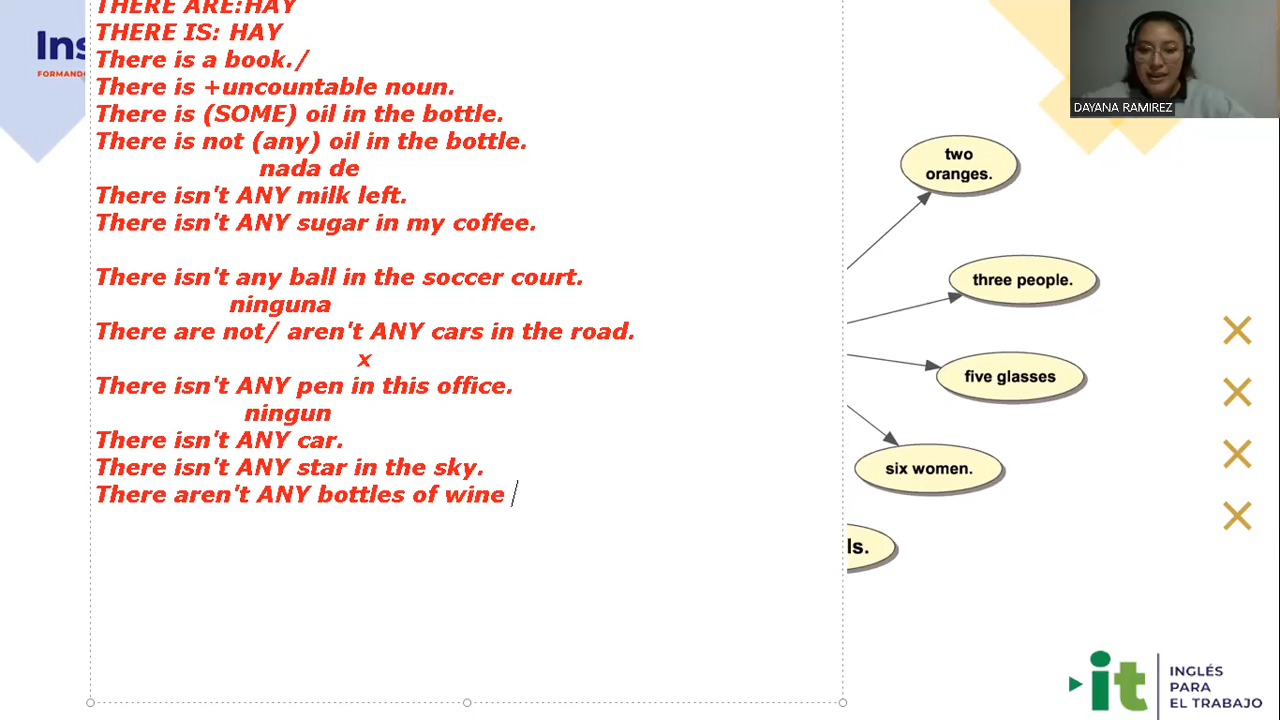 THERE ARE:HAY
THERE IS: HAY
There is a book./
There is +uncountable noun.
There is (SOME) oil in the bottle.
There is not (any) oil in the bottle.
nada de
There isn't ANY milk left.
There isn't ANY sugar in my coffee.
There isn't any ball in the soccer court.
ninguna
There are not/ aren't ANY cars in the road.
x
There isn't ANY pen in this office.
ningun
There isn't ANY car.
There isn't ANY star in the sky.
There aren't ANY bottles of wine
Ins
FORMANDO
DAYANA RAMIREZ
two
oranges.
three people.
five glasses
six women.
ls.
it
INGLÉS
PARA
EL TRABAJO